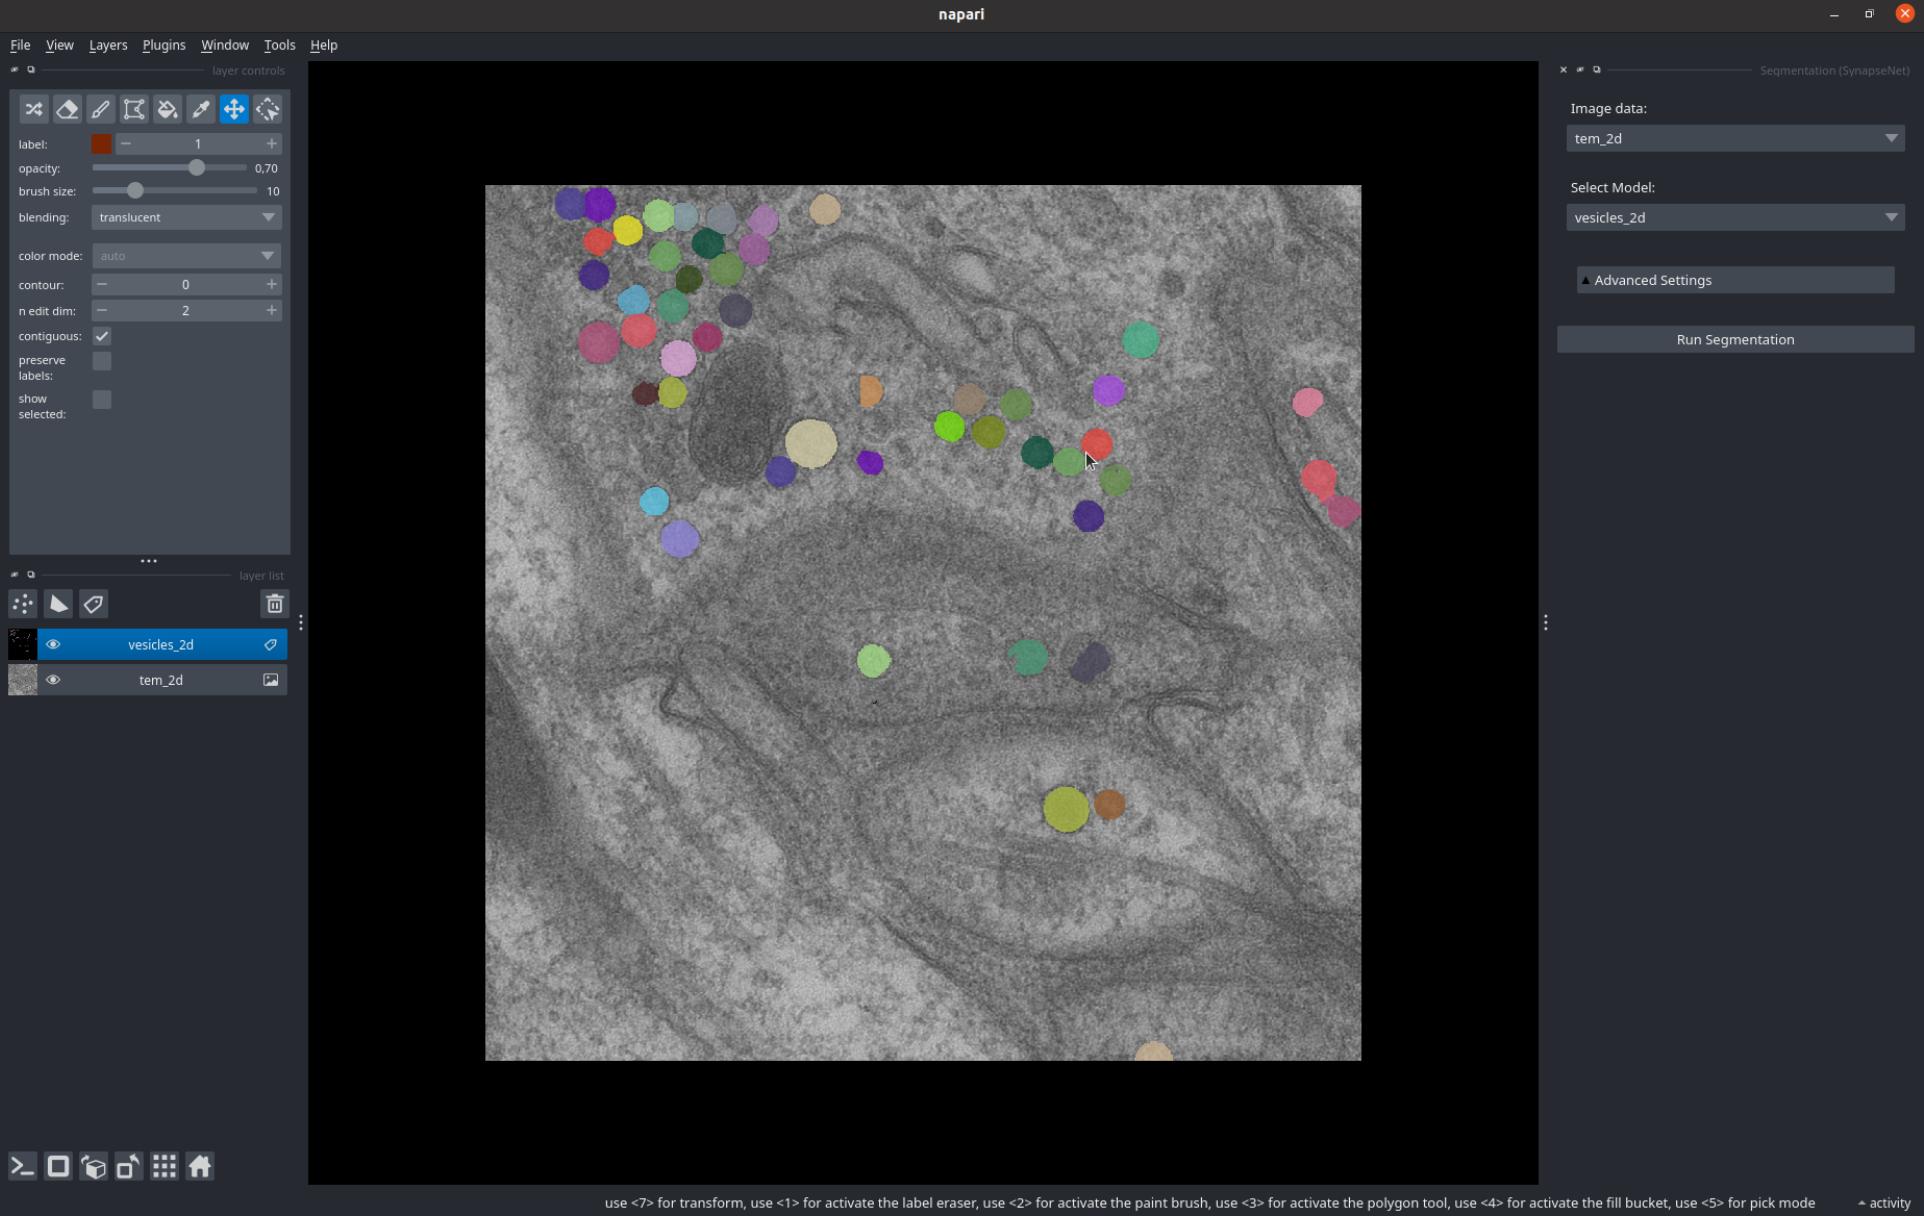 napari
File View Layers Plugins Window Tools Help
layer controls
label: 1
opacity: 0,70
brush size: 10
blending: translucent
color mode: auto
contour: 0
n edit dim: 2
contiguous:
preserve
labels:
show
selected:
layer list
vesicles_2d
tem_2d
Segmentation (SynapseNet)
Image data:
tem_2d
Select Model:
vesicles_2d
Advanced Settings
Run Segmentation
use <7> for transform, use <1> for activate the label eraser, use <2> for activate the paint brush, use <3> for activate the polygon tool, use <4> for activate the fill bucket, use <5> for pick mode
activity